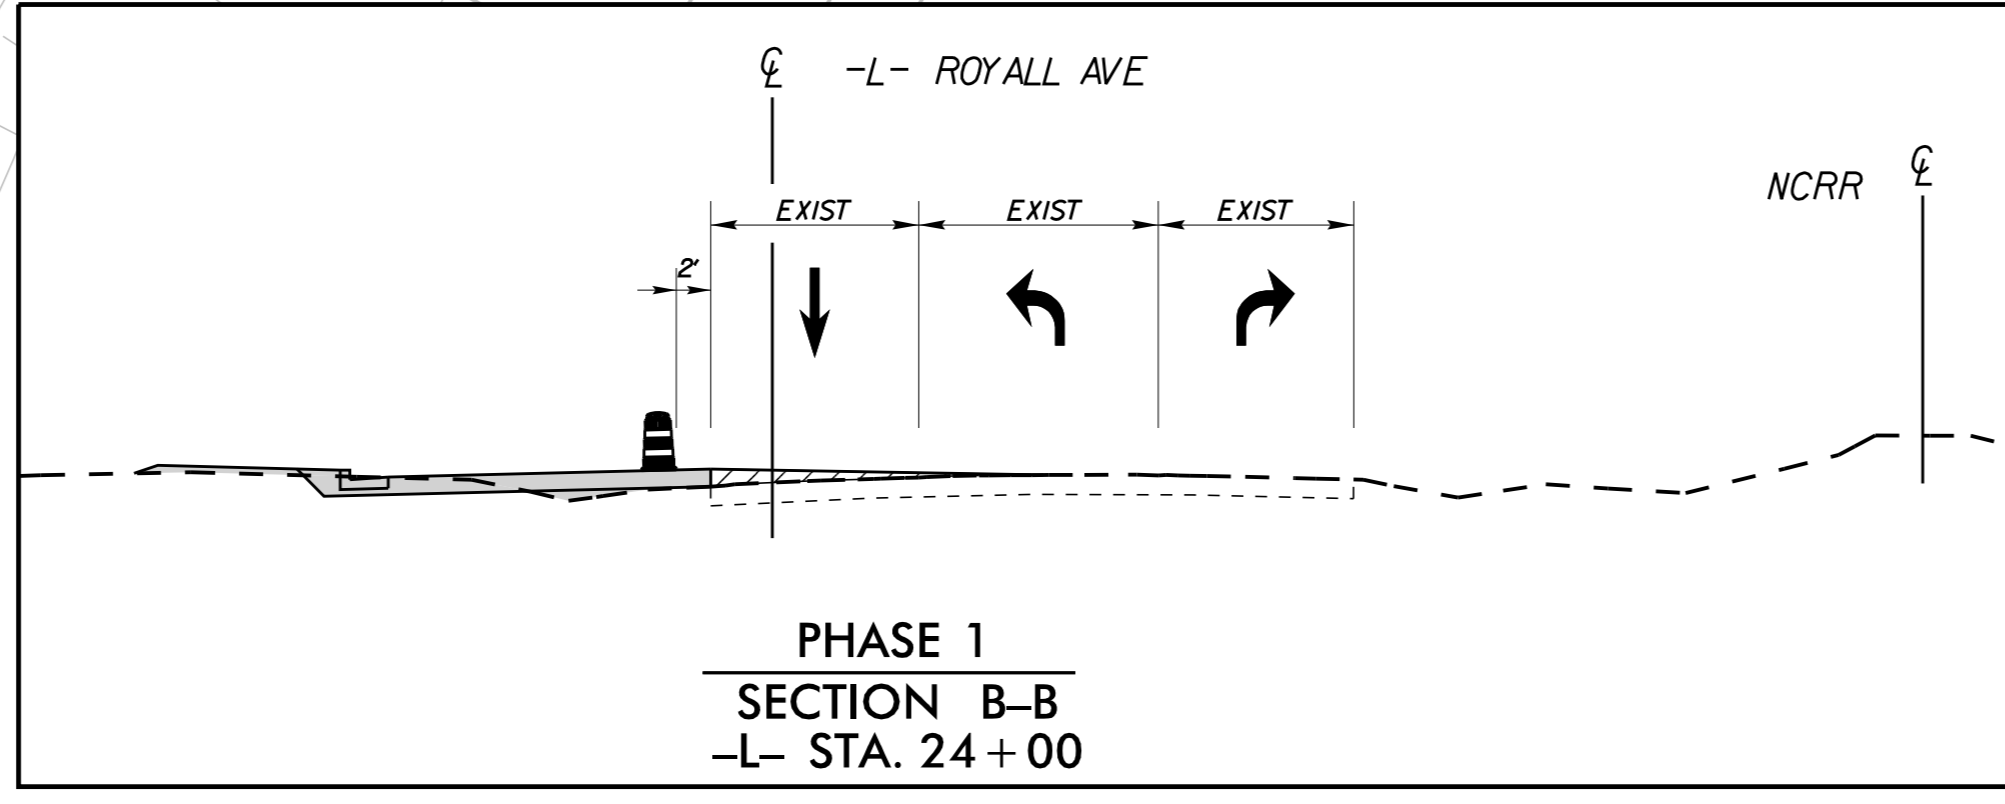 ℄ -L- ROYALL AVE
NCRR ℄
EXIST EXIST EXIST
2'
PHASE 1
SECTION B-B
-L- STA. 24+00